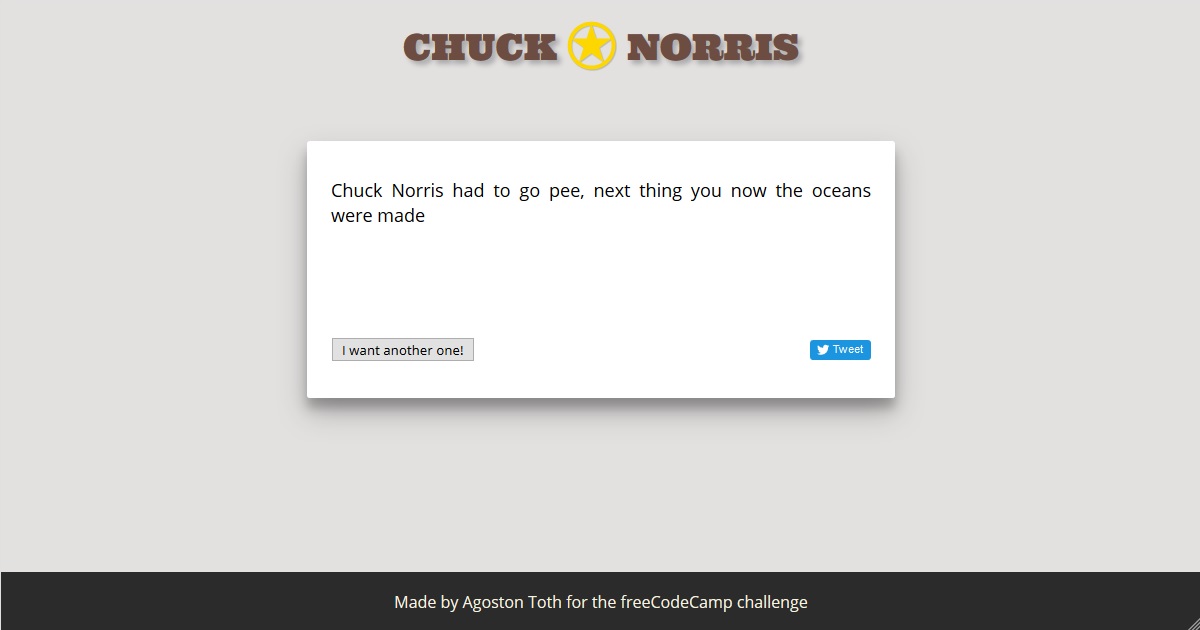 CHUCK NORRIS
Chuck Norris had to go pee, next thing you now the oceans
were made
I want another one!
Tweet
Made by Agoston Toth for the freeCodeCamp challenge